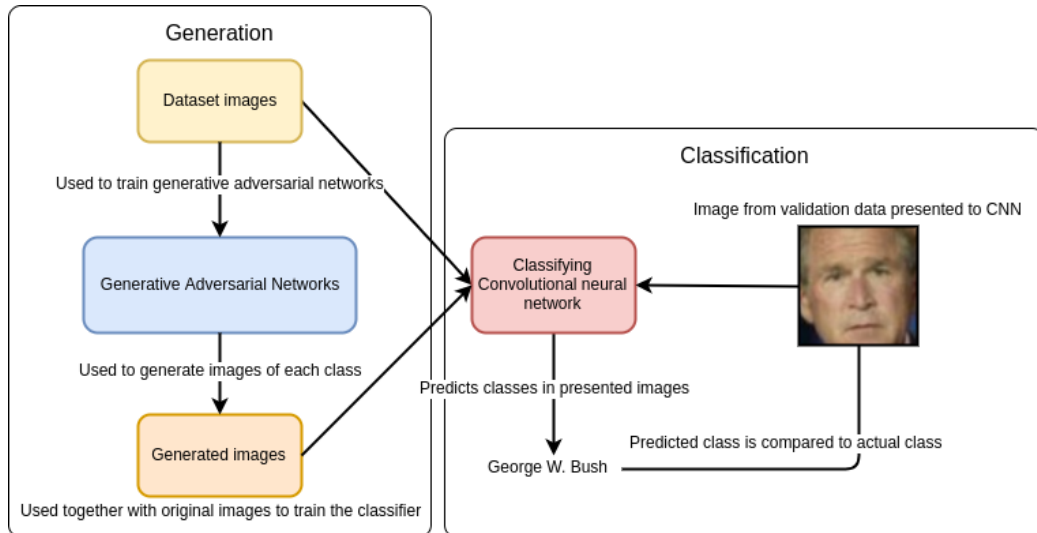 Generation
Dataset images
Used to train generative adversarial networks
Generative Adversarial Networks
Used to generate images of each class
Generated images
Used together with original images to train the classifier
Classification
Image from validation data presented to CNN
Classifying
Convolutional neural
network
Predicts classes in presented images
Predicted class is compared to actual class
George W. Bush